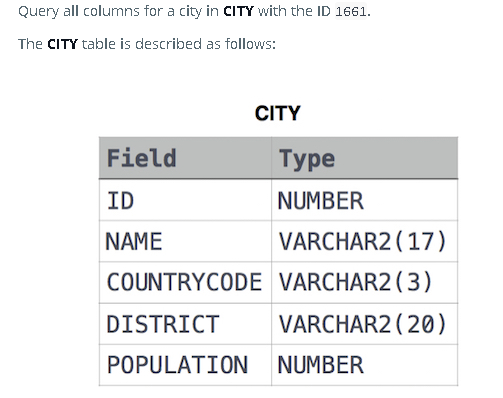 Query all columns for a city in CITY with the ID 1661.
The CITY table is described as follows:
CITY
Field Type
ID NUMBER
NAME VARCHAR2(17)
COUNTRYCODE VARCHAR2(3)
DISTRICT VARCHAR2(20)
POPULATION NUMBER